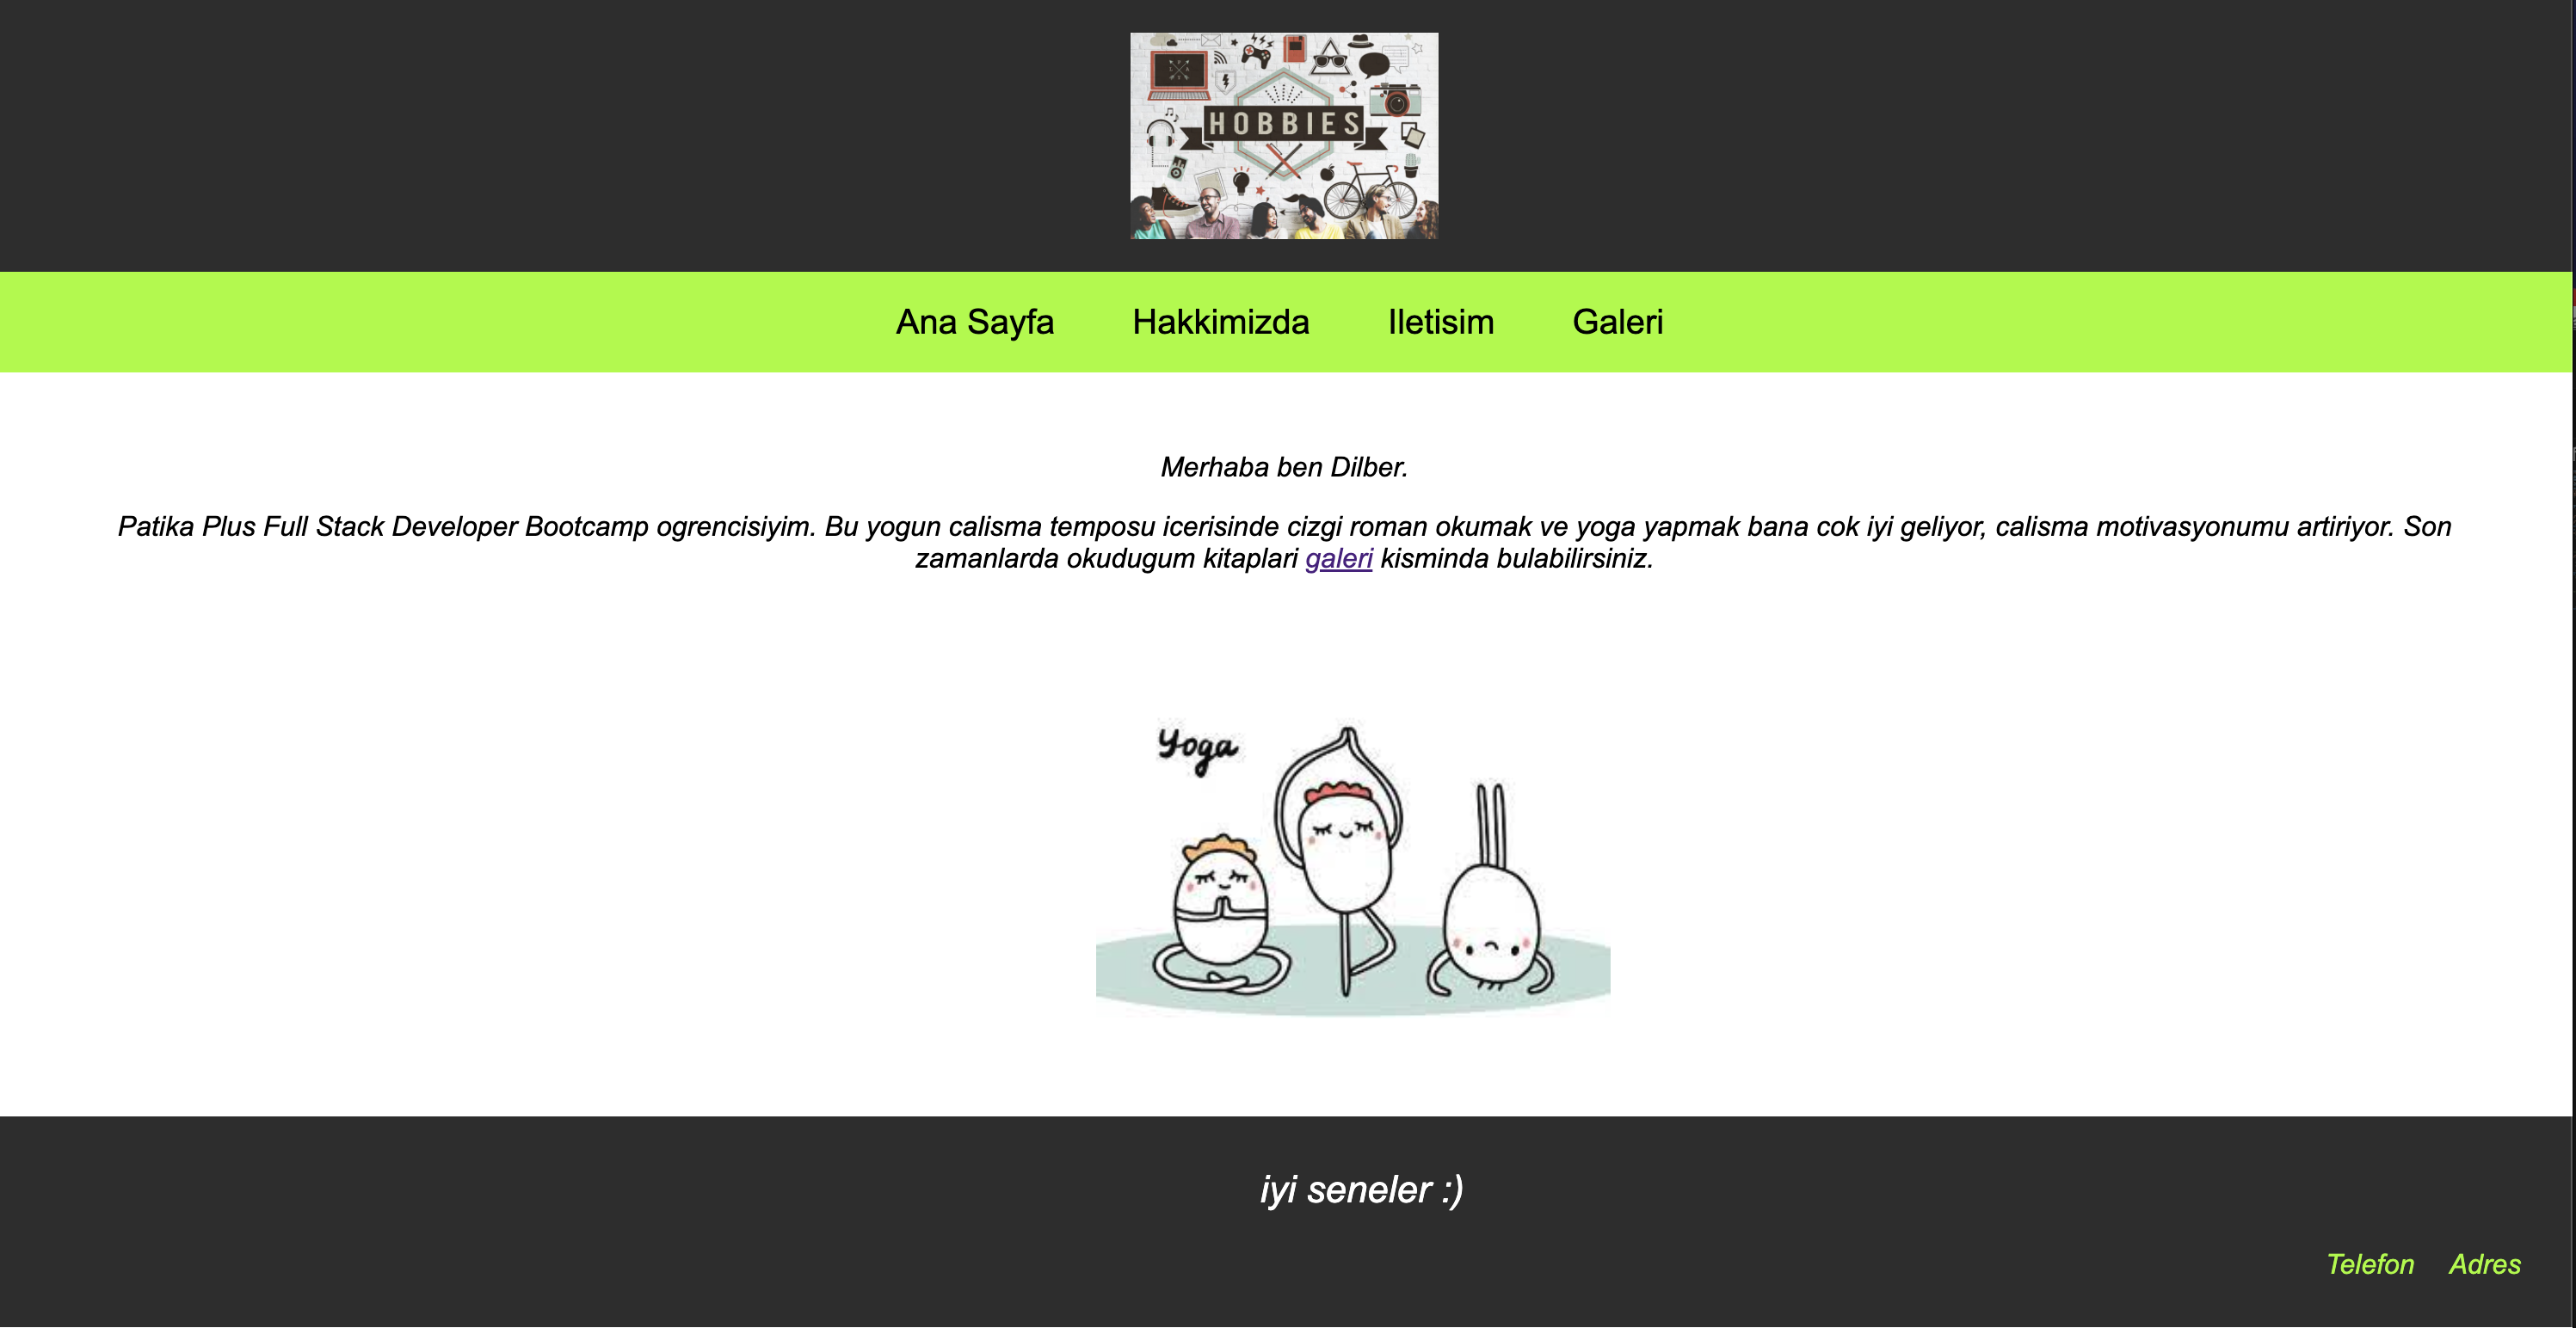 HOBBIES
Ana Sayfa Hakkimizda Iletisim Galeri
Merhaba ben Dilber.
Patika Plus Full Stack Developer Bootcamp ogrencisiyim. Bu yogun calisma temposu icerisinde cizgi roman okumak ve yoga yapmak bana cok iyi geliyor, calisma motivasyonumu artiriyor. Son
zamanlarda okudugum kitaplari galeri kisminda bulabilirsiniz.
Yoga
iyi seneler :)
Telefon Adres